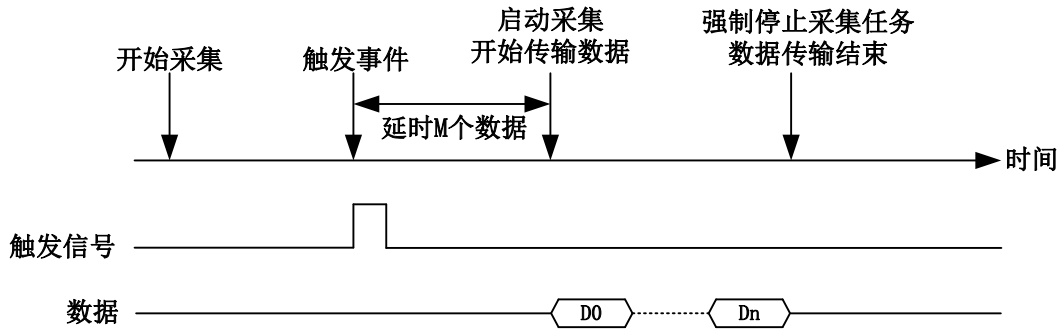 开始采集
触发事件
启动采集
开始传输数据
强制停止采集任务
数据传输结束
延时M个数据
时间
触发信号
数据
D0
Dn